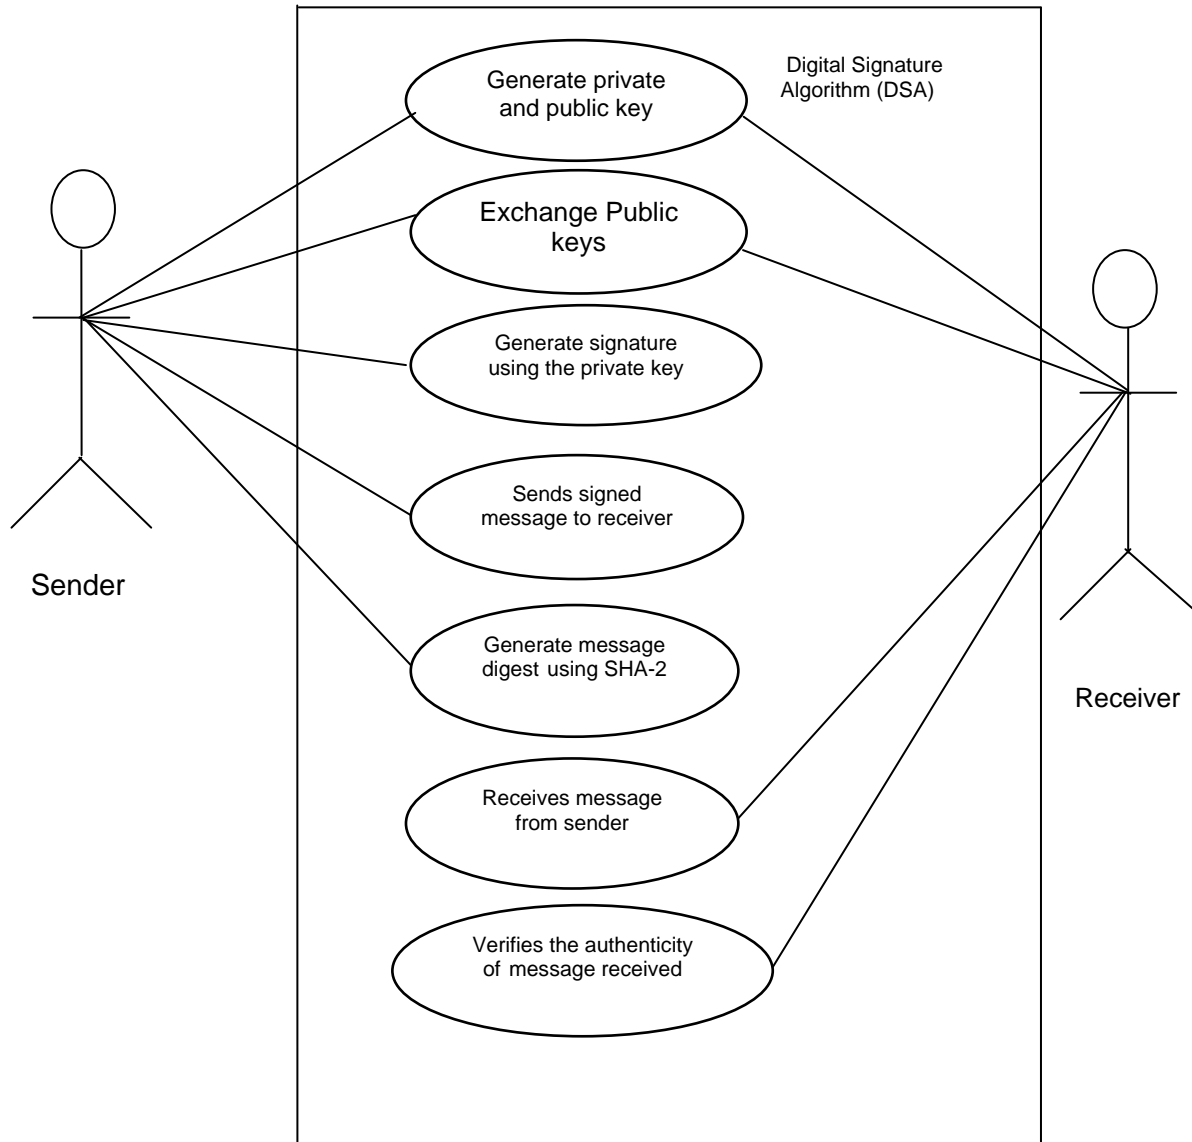 Generate private
and public key
Digital Signature
Algorithm (DSA)
Exchange Public
keys
Generate signature
using the private key
Sends signed
message to receiver
Sender
Generate message
digest using SHA-2
Receiver
Receives message
from sender
Verifies the authenticity
of message received